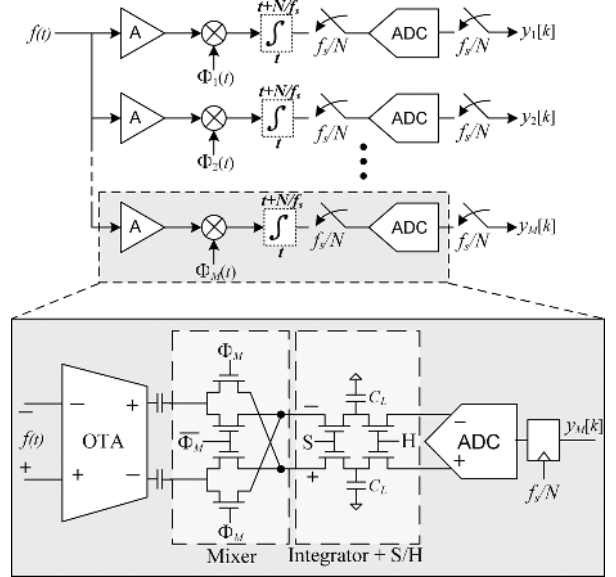 t+N/fs
f(t) A ∫ fs/N ADC fs/N y1[k]
Φ1(t) t
t+N/fs
A ∫ fs/N ADC fs/N y2[k]
Φ2(t) t
t+N/fs
A ∫ fs/N ADC fs/N yM[k]
ΦM(t) t
ΦM
− − + − CL −
f(t) OTA Φ̅M̅ S H ADC yM[k]
+ + − + CL +
fs/N
ΦM
Mixer Integrator + S/H